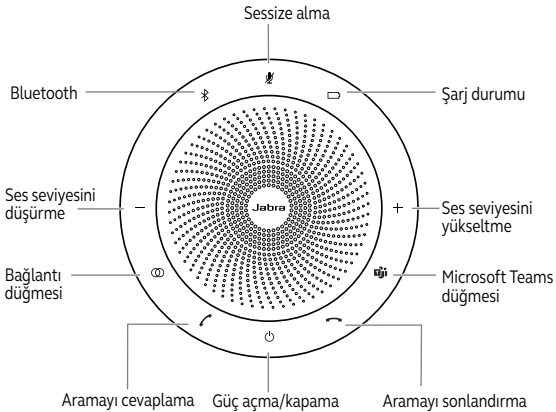 Sessize alma
Bluetooth
Şarj durumu
Ses seviyesini
düşürme
Jabra
Ses seviyesini
yükseltme
Bağlantı
düğmesi
Microsoft Teams
düğmesi
Aramayı cevaplama
Güç açma/kapama
Aramayı sonlandırma